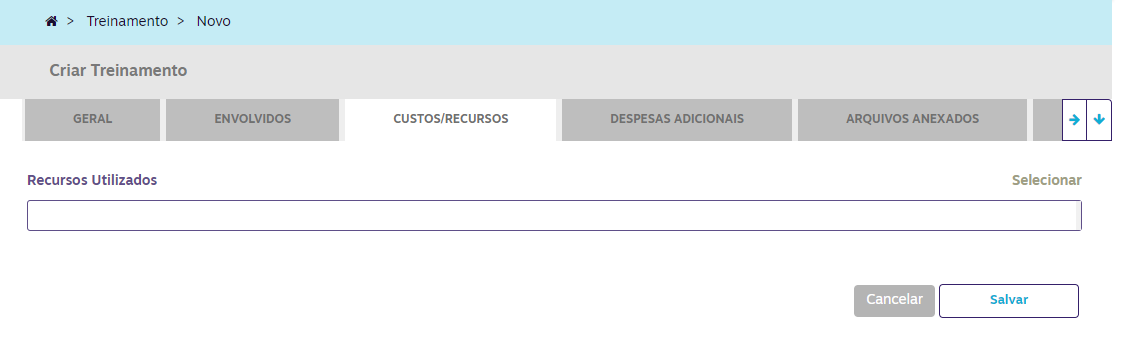 > Treinamento > Novo
Criar Treinamento
GERAL ENVOLVIDOS CUSTOS/RECURSOS DESPESAS ADICIONAIS ARQUIVOS ANEXADOS
Recursos Utilizados Selecionar
Cancelar Salvar